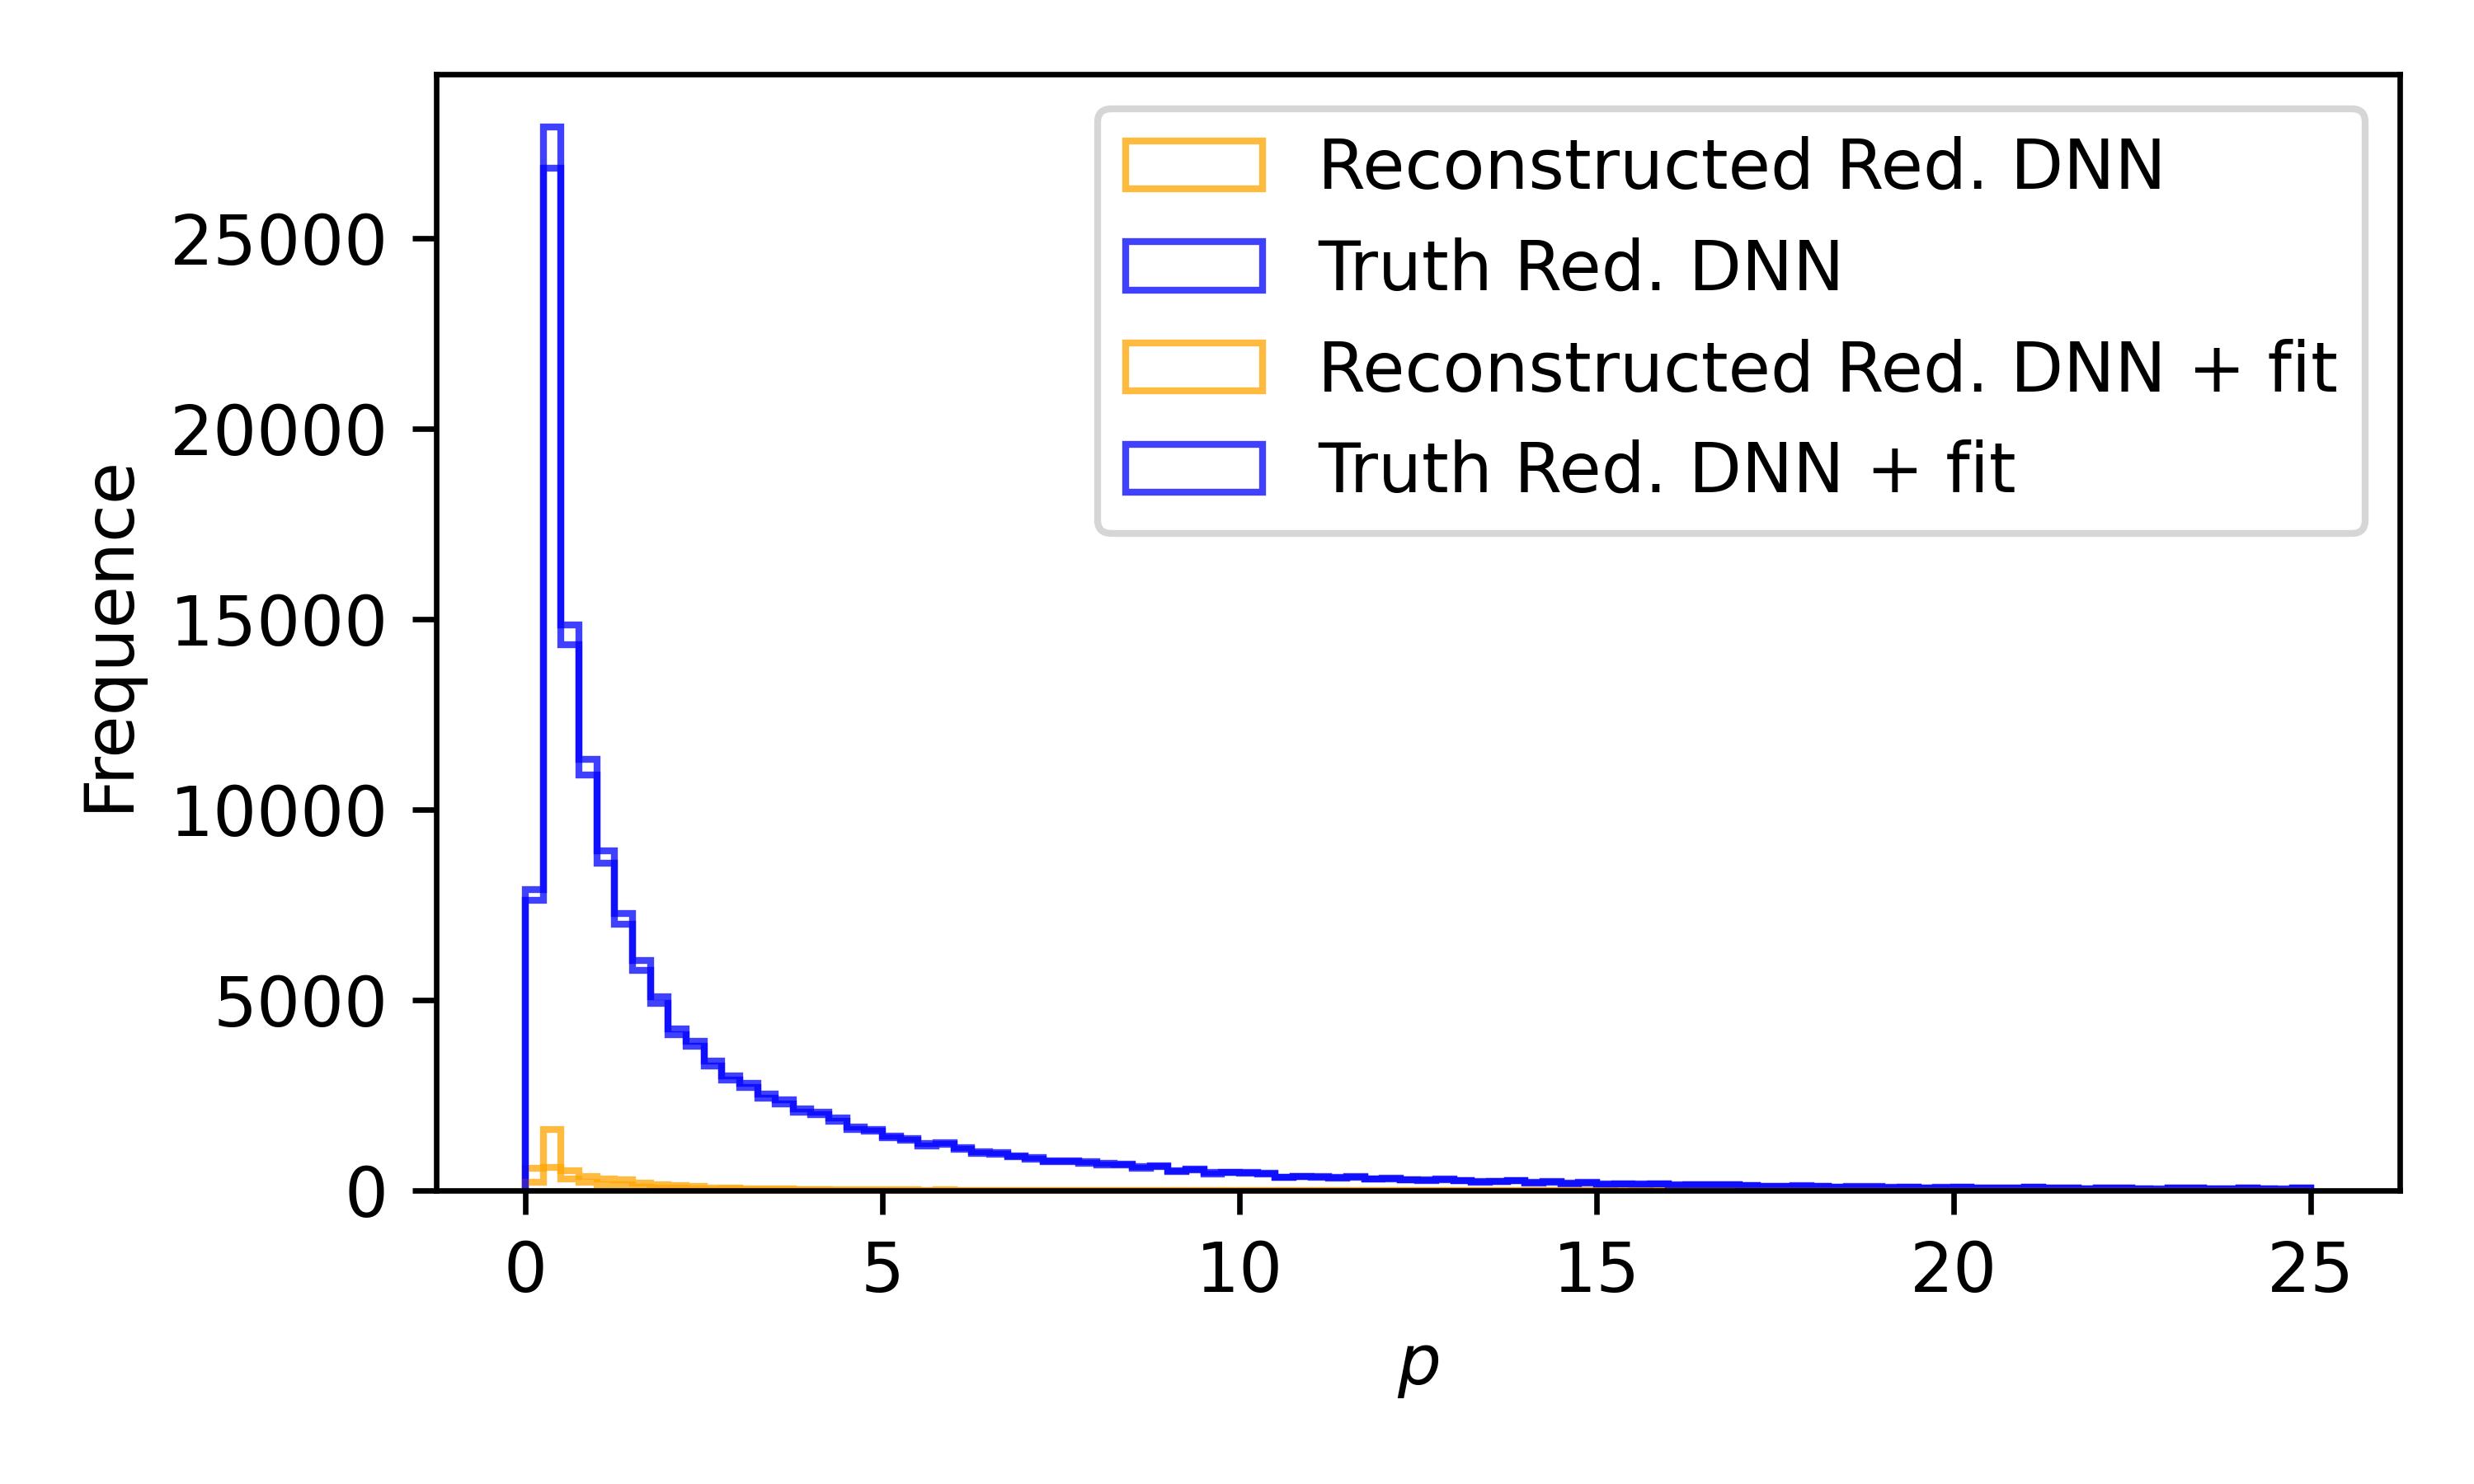 Reconstructed Red. DNN
Truth Red. DNN
Reconstructed Red. DNN + fit
Truth Red. DNN + fit
Frequence
25000
20000
15000
10000
5000
0
0 5 10 15 20 25
p